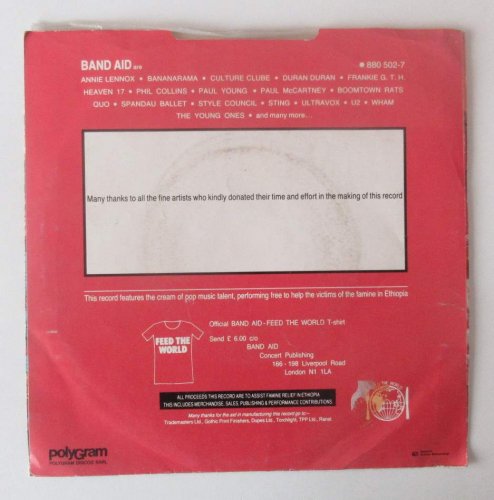 BAND AID are
● 880 502-7
ANNIE LENNOX ● BANANARAMA ● CULTURE CLUBE ● DURAN DURAN ● FRANKIE G. T. H.
HEAVEN 17 ● PHIL COLLINS ● PAUL YOUNG ● PAUL McCARTNEY ● BOOMTOWN RATS
QUO ● SPANDAU BALLET ● STYLE COUNCIL ● STING ● ULTRAVOX ● U2 ● WHAM
THE YOUNG ONES ● and many more...
Many thanks to all the fine artists who kindly donated their time and effort in the making of this record
This record features the cream of pop music talent, performing free to help the victims of the famine in Ethiopia
FEED THE
WORLD
Official BAND AID - FEED THE WORLD T-shirt
Send £ 6.00 c/o
BAND AID
Concert Publishing
166 - 198 Liverpool Road
London N1 1LA
ALL PROCEEDS THIS RECORD ARE TO ASSIST FAMINE RELIEF IN ETHIOPIA
THIS INCLUDES MERCHANDISE. SALES, PUBLISHING & PERFORMANCE CONTRIBUTIONS
Many thanks for the aid in manufacturing this record go to—
Trademasters Ltd., Gothic Print Finishers, Dupes Ltd., Torchlight, TPP Ltd., Ranel.
THE WORLD
polyGram
POLYGRAM DISCOS SARL